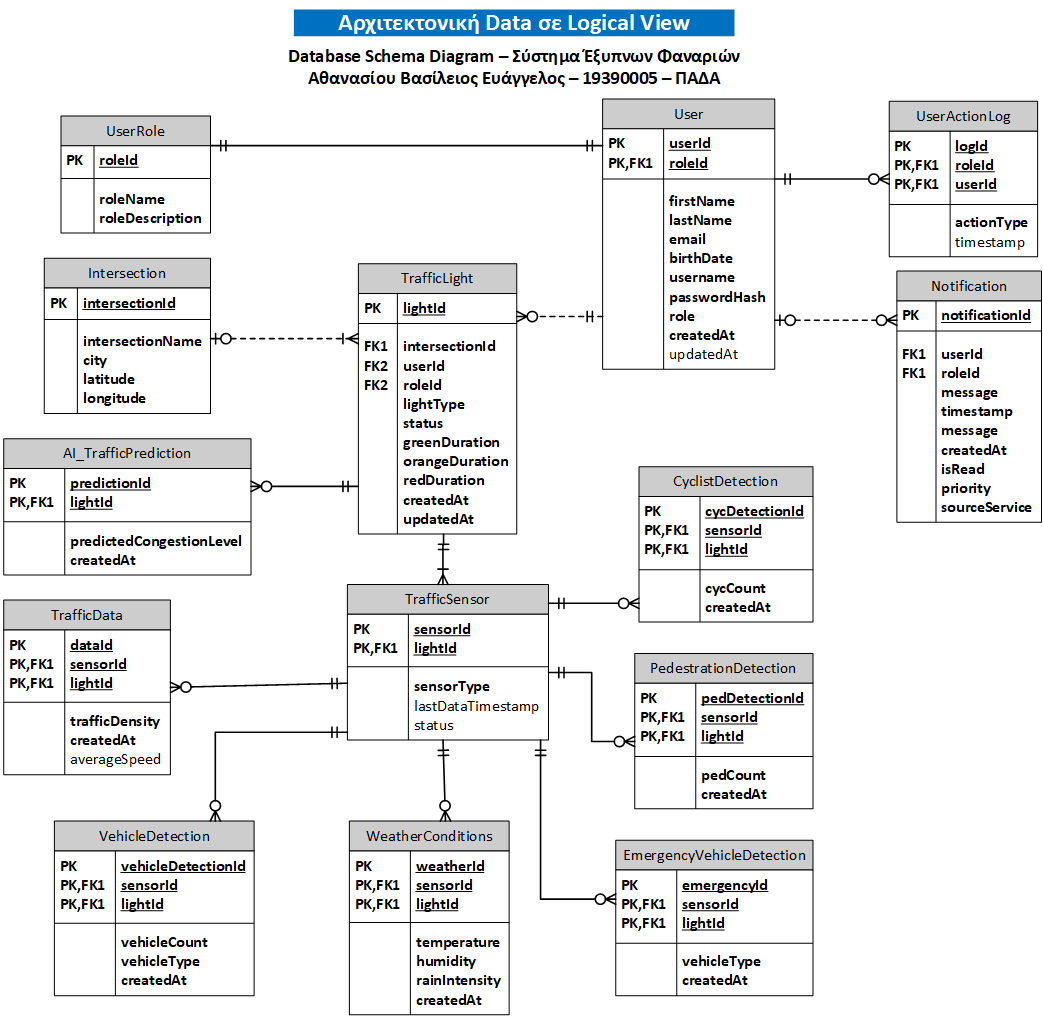 Αρχιτεκτονική Data σε Logical View
Database Schema Diagram – Σύστημα Έξυπνων Φαναριών
Αθανασίου Βασίλειος Ευάγγελος – 19390005 – ΠΑΔΑ
UserRole
PK roleId
roleName
roleDescription
User
PK userId
PK,FK1 roleId
firstName
lastName
email
birthDate
username
passwordHash
role
createdAt
updatedAt
UserActionLog
PK logId
PK,FK1 roleId
PK,FK1 userId
actionType
timestamp
Intersection
PK intersectionId
intersectionName
city
latitude
longitude
TrafficLight
PK lightId
FK1 intersectionId
FK2 userId
FK2 roleId
lightType
status
greenDuration
orangeDuration
redDuration
createdAt
updatedAt
Notification
PK notificationId
FK1 userId
FK1 roleId
message
timestamp
message
createdAt
isRead
priority
sourceService
AI_TrafficPrediction
PK predictionId
PK,FK1 lightId
predictedCongestionLevel
createdAt
CyclistDetection
PK cycDetectionId
PK,FK1 sensorId
PK,FK1 lightId
cycCount
createdAt
TrafficData
PK dataId
PK,FK1 sensorId
PK,FK1 lightId
trafficDensity
createdAt
averageSpeed
TrafficSensor
PK sensorId
PK,FK1 lightId
sensorType
lastDataTimestamp
status
PedestrationDetection
PK pedDetectionId
PK,FK1 sensorId
PK,FK1 lightId
pedCount
createdAt
VehicleDetection
PK vehicleDetectionId
PK,FK1 sensorId
PK,FK1 lightId
vehicleCount
vehicleType
createdAt
WeatherConditions
PK weatherId
PK,FK1 sensorId
PK,FK1 lightId
temperature
humidity
rainIntensity
createdAt
EmergencyVehicleDetection
PK emergencyId
PK,FK1 sensorId
PK,FK1 lightId
vehicleType
createdAt